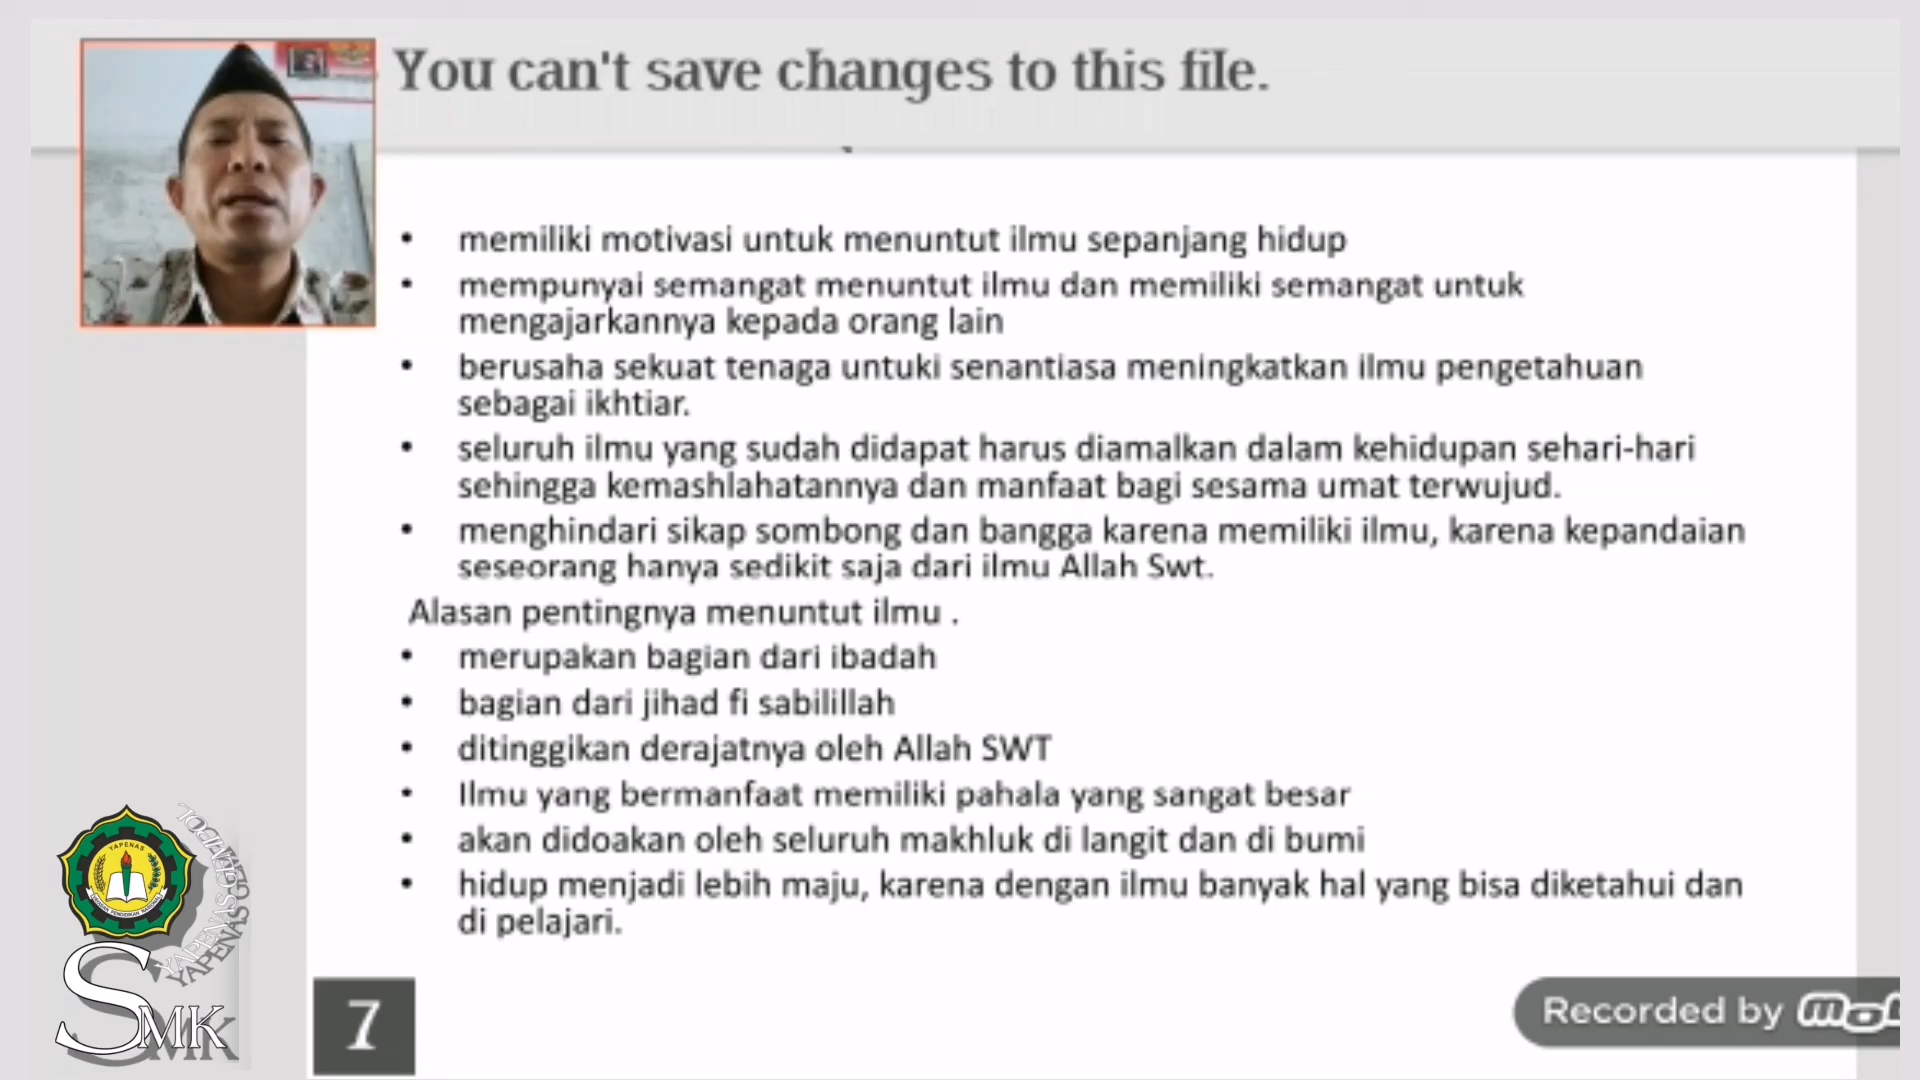 You can't save changes to this file.
• memiliki motivasi untuk menuntut ilmu sepanjang hidup
• mempunyai semangat menuntut ilmu dan memiliki semangat untuk
mengajarkannya kepada orang lain
• berusaha sekuat tenaga untuki senantiasa meningkatkan ilmu pengetahuan
sebagai ikhtiar.
• seluruh ilmu yang sudah didapat harus diamalkan dalam kehidupan sehari-hari
sehingga kemashlahatannya dan manfaat bagi sesama umat terwujud.
• menghindari sikap sombong dan bangga karena memiliki ilmu, karena kepandaian
seseorang hanya sedikit saja dari ilmu Allah Swt.
Alasan pentingnya menuntut ilmu .
• merupakan bagian dari ibadah
• bagian dari jihad fi sabilillah
• ditinggikan derajatnya oleh Allah SWT
• Ilmu yang bermanfaat memiliki pahala yang sangat besar
• akan didoakan oleh seluruh makhluk di langit dan di bumi
• hidup menjadi lebih maju, karena dengan ilmu banyak hal yang bisa diketahui dan
di pelajari.
YAPENAS
SMK
7
Recorded by